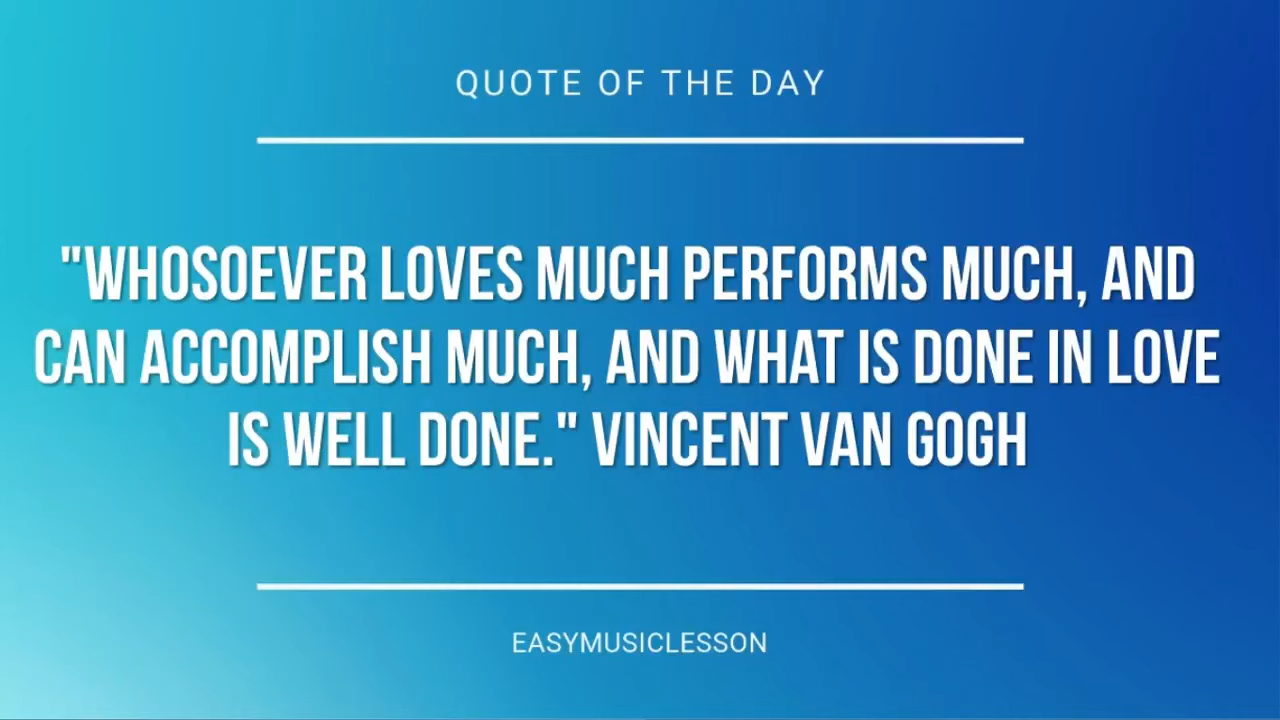 QUOTE OF THE DAY
"WHOSOEVER LOVES MUCH PERFORMS MUCH, AND
CAN ACCOMPLISH MUCH, AND WHAT IS DONE IN LOVE
IS WELL DONE." VINCENT VAN GOGH
EASYMUSICLESSON